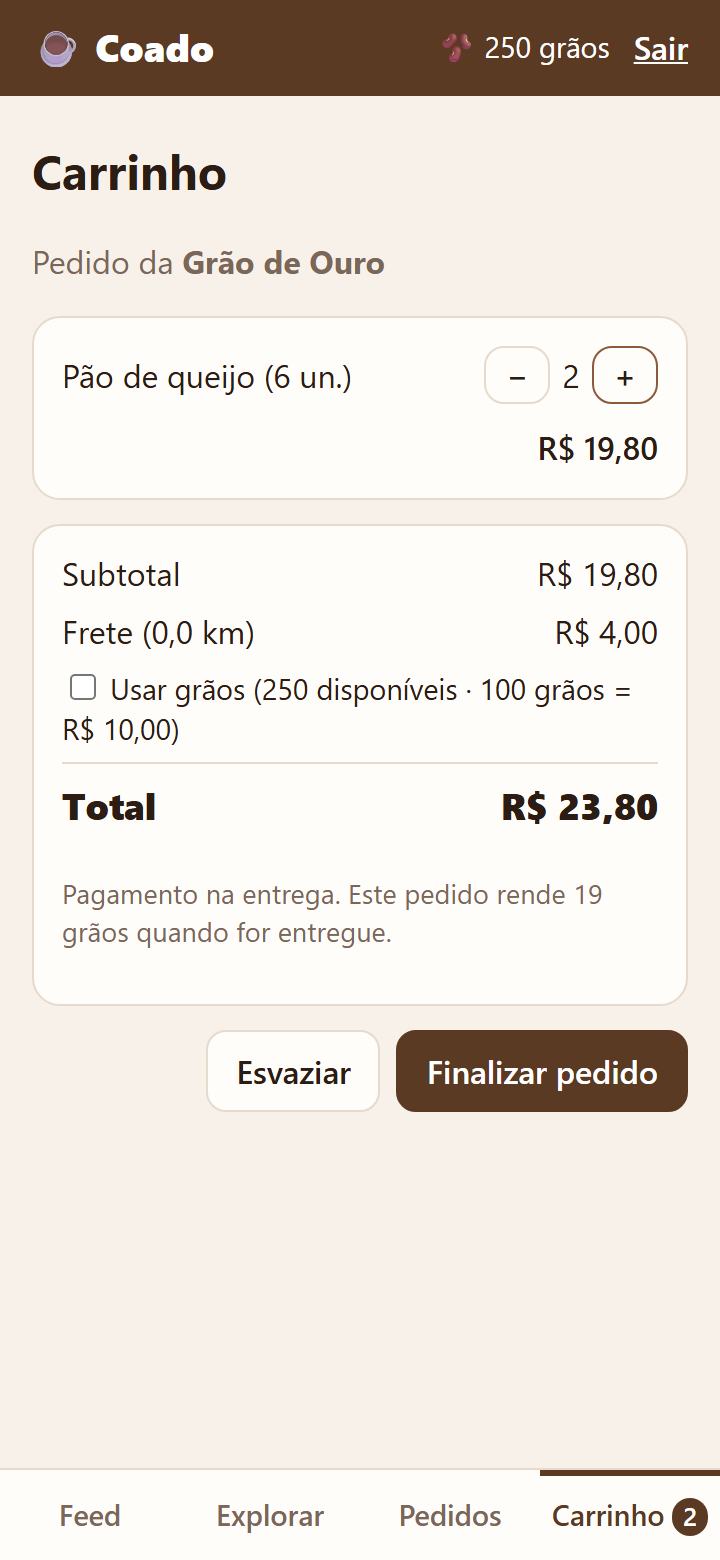 Coado 250 grãos Sair
Carrinho
Pedido da Grão de Ouro
Pão de queijo (6 un.) − 2 +
R$ 19,80
Subtotal R$ 19,80
Frete (0,0 km) R$ 4,00
Usar grãos (250 disponíveis · 100 grãos =
R$ 10,00)
Total R$ 23,80
Pagamento na entrega. Este pedido rende 19
grãos quando for entregue.
Esvaziar Finalizar pedido
Feed Explorar Pedidos Carrinho 2